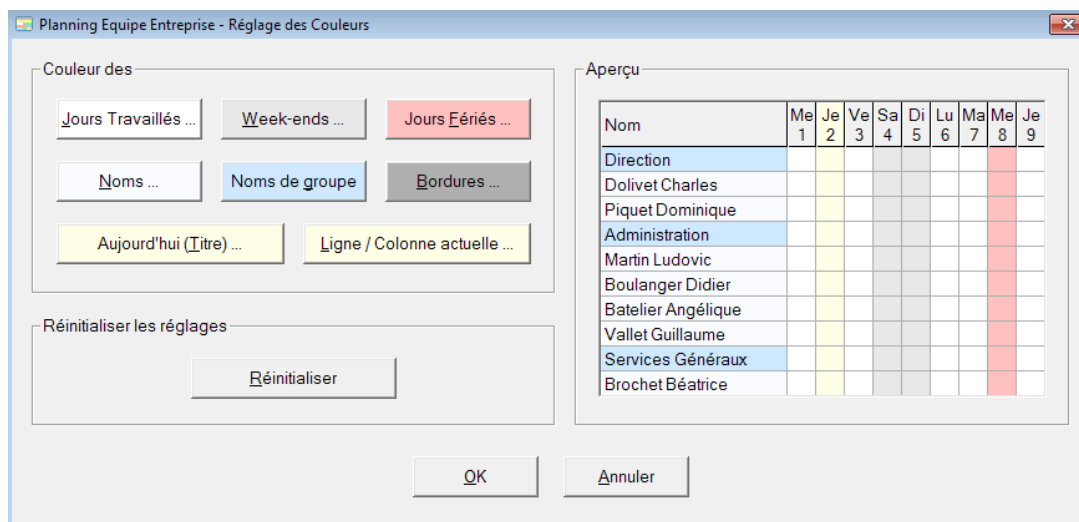 Planning Equipe Entreprise - Réglage des Couleurs
Couleur des
Jours Travaillés ...
Week-ends ...
Jours Fériés ...
Noms ...
Noms de groupe
Bordures ...
Aujourd'hui (Titre) ...
Ligne / Colonne actuelle ...
Réinitialiser les réglages
Réinitialiser
Aperçu
Nom Me Je Ve Sa Di Lu Ma Me Je
1 2 3 4 5 6 7 8 9
Direction
Dolivet Charles
Piquet Dominique
Administration
Martin Ludovic
Boulanger Didier
Batelier Angélique
Vallet Guillaume
Services Généraux
Brochet Béatrice
OK
Annuler